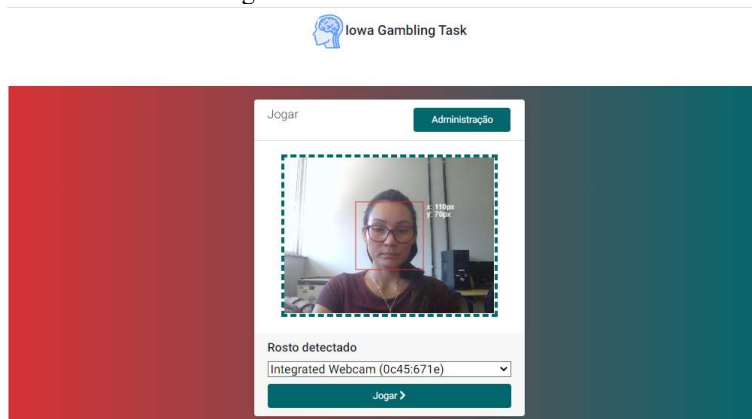 Iowa Gambling Task
Jogar
Administração
x: 110px
y: 70px
Rosto detectado
Integrated Webcam (0c45:671e)
Jogar